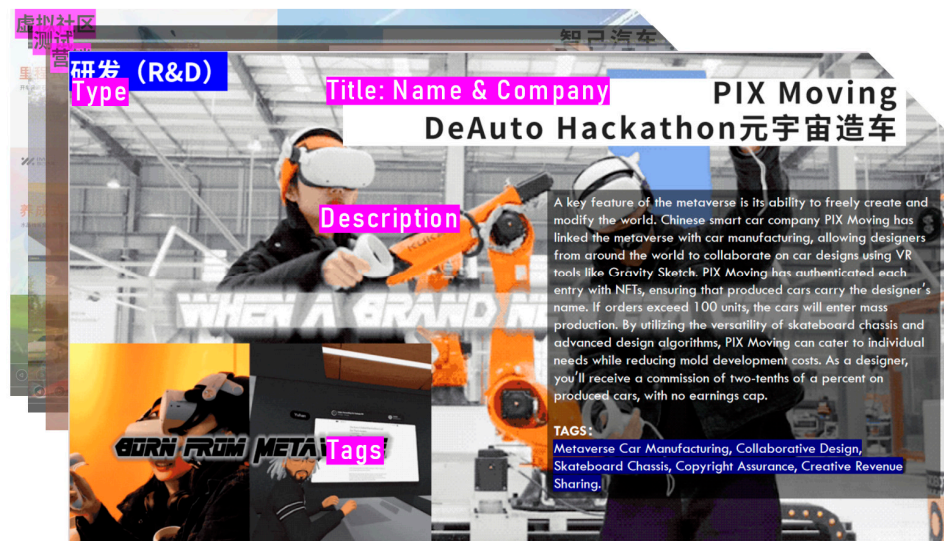 虚拟社区
测试
营
智己汽车
研发（R&D）
Type
Title: Name & Company
PIX Moving
DeAuto Hackathon元宇宙造车
Description
A key feature of the metaverse is its ability to freely create and
modify the world. Chinese smart car company PIX Moving has
linked the metaverse with car manufacturing, allowing designers
from around the world to collaborate on car designs using VR
tools like Gravity Sketch. PIX Moving has authenticated each
entry with NFTs, ensuring that produced cars carry the designer's
name. If orders exceed 100 units, the cars will enter mass
production. By utilizing the versatility of skateboard chassis and
advanced design algorithms, PIX Moving can cater to individual
needs while reducing mold development costs. As a designer,
you'll receive a commission of two-tenths of a percent on
produced cars, with no earnings cap.
KUKA
WHEN A BRAND
BORN FROM
Tags
TAGS:
Metaverse Car Manufacturing, Collaborative Design,
Skateboard Chassis, Copyright Assurance, Creative Revenue
Sharing.